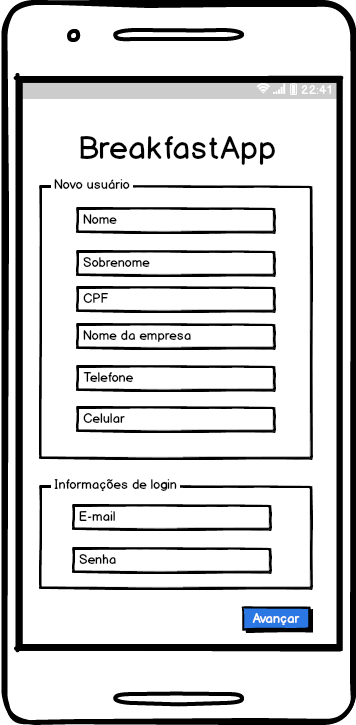 22:41
BreakfastApp
Novo usuário
Nome
Sobrenome
CPF
Nome da empresa
Telefone
Celular
Informações de login
E-mail
Senha
Avançar